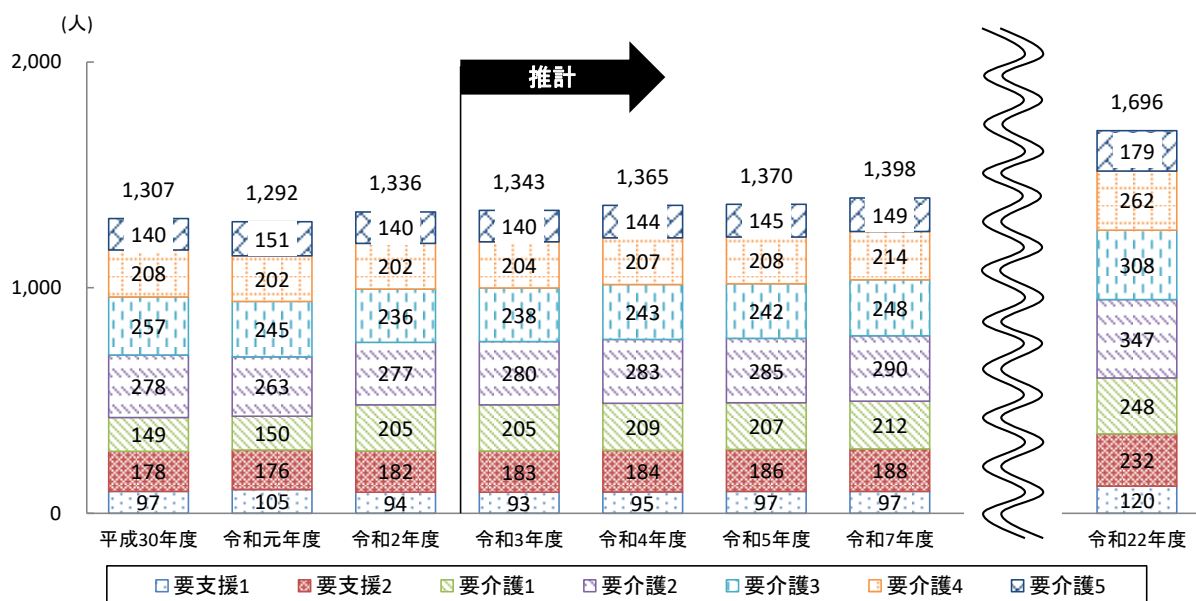 (人)
2,000
推計
1,696
1,307 1,292 1,336 1,343 1,365 1,370 1,398
140 151 140 140 144 145 149 179
208 202 202 204 207 208 214 262
1,000
257 245 236 238 243 242 248 308
278 263 277 280 283 285 290 347
149 150 205 205 209 207 212 248
178 176 182 183 184 186 188 232
97 105 94 93 95 97 97 120
0
平成30年度 令和元年度 令和2年度 令和3年度 令和4年度 令和5年度 令和7年度 令和22年度
要支援1 要支援2 要介護1 要介護2 要介護3 要介護4 要介護5